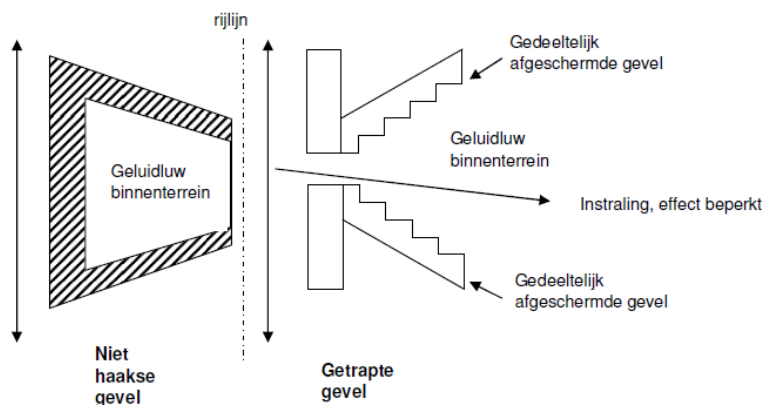 rijlijn
Gedeeltelijk
afgeschermde gevel
Geluidluw
binnenterrein
Geluidluw
binnenterrein
Instraling, effect beperkt
Gedeeltelijk
afgeschermde gevel
Niet
haakse
gevel
Getrapte
gevel